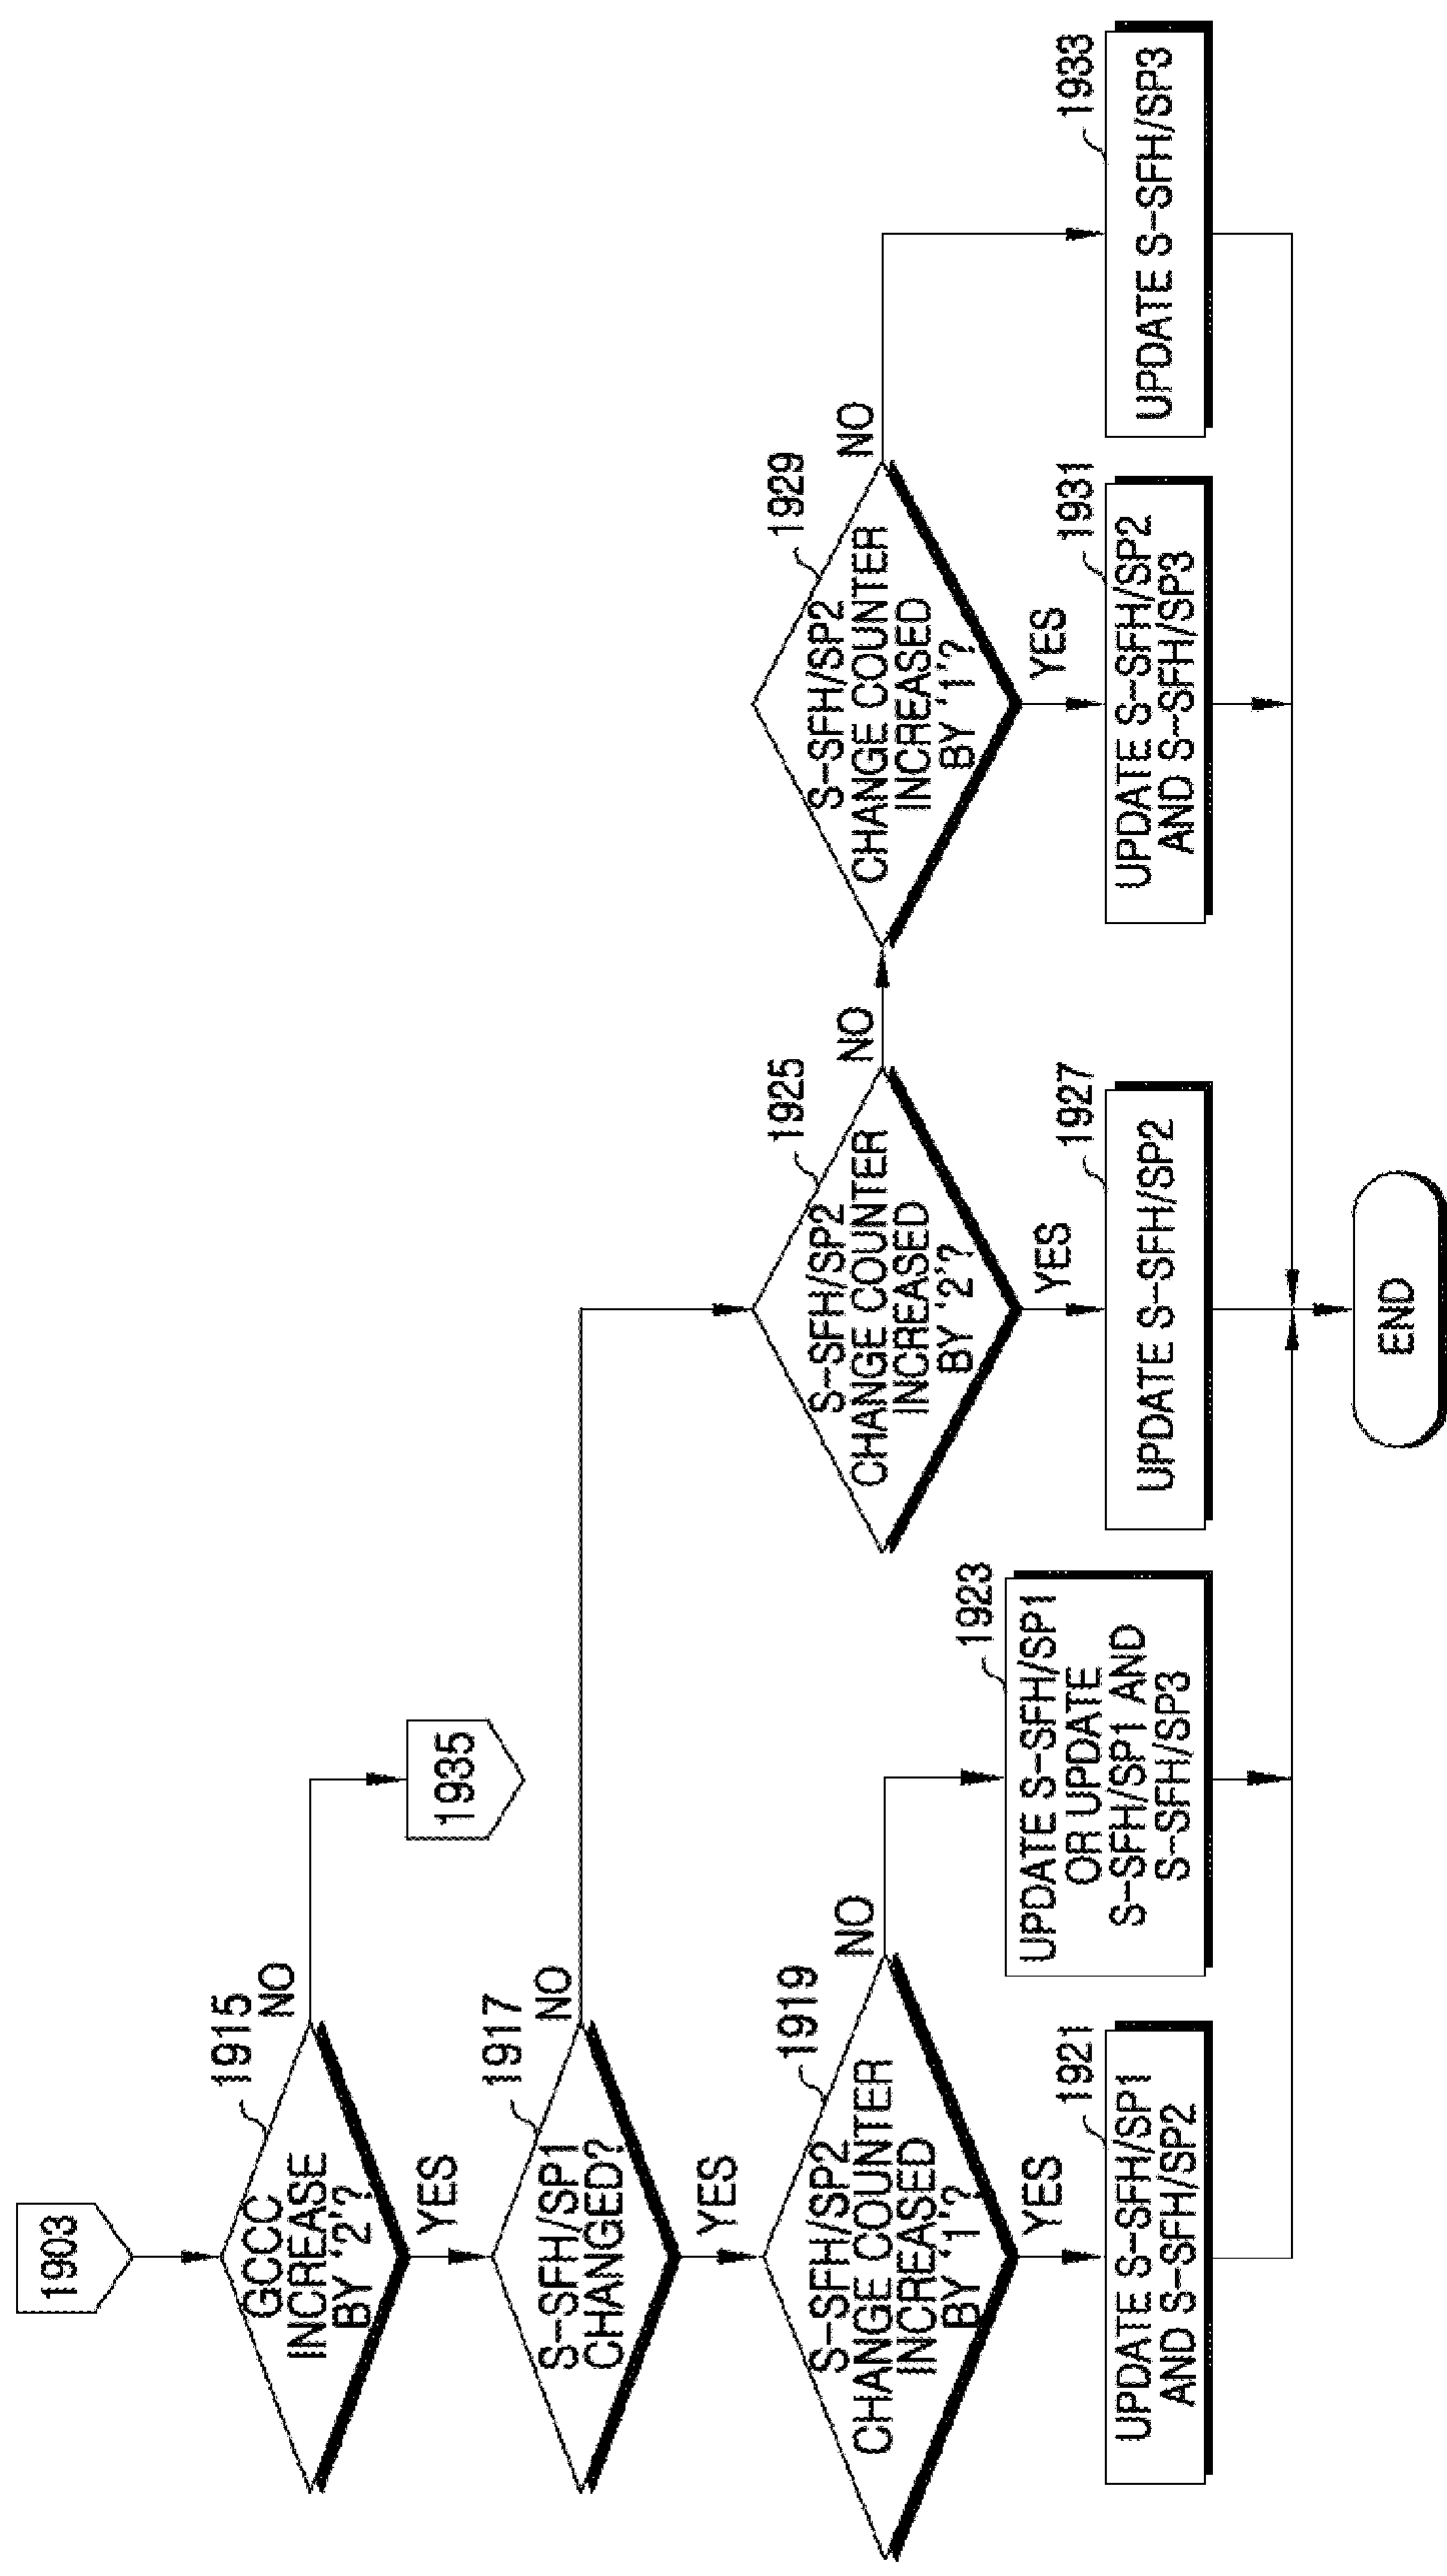 1903
1915
GCCC
INCREASE
BY '2'?
NO
YES
1935
1917
S-SFH/SP1
CHANGED?
NO
YES
1919
S-SFH/SP2
CHANGE COUNTER
INCREASED
BY '1'?
NO
YES
1925
S-SFH/SP2
CHANGE COUNTER
INCREASED
BY '2'?
NO
YES
1929
S-SFH/SP2
CHANGE COUNTER
INCREASED
BY '1'?
NO
YES
1921
UPDATE S-SFH/SP1
AND S-SFH/SP2
1923
UPDATE S-SFH/SP1
OR UPDATE
S-SFH/SP1 AND
S-SFH/SP3
1927
UPDATE S-SFH/SP2
1931
UPDATE S-SFH/SP2
AND S-SFH/SP3
1933
UPDATE S-SFH/SP3
END